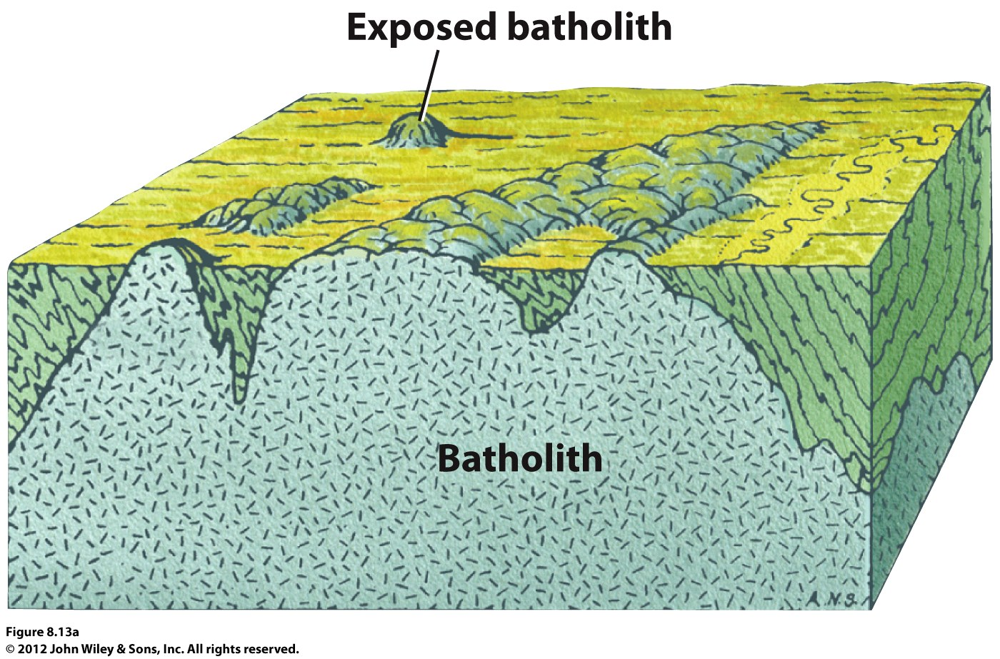 Exposed batholith
Batholith
A.N.S.
Figure 8.13a
© 2012 John Wiley & Sons, Inc. All rights reserved.